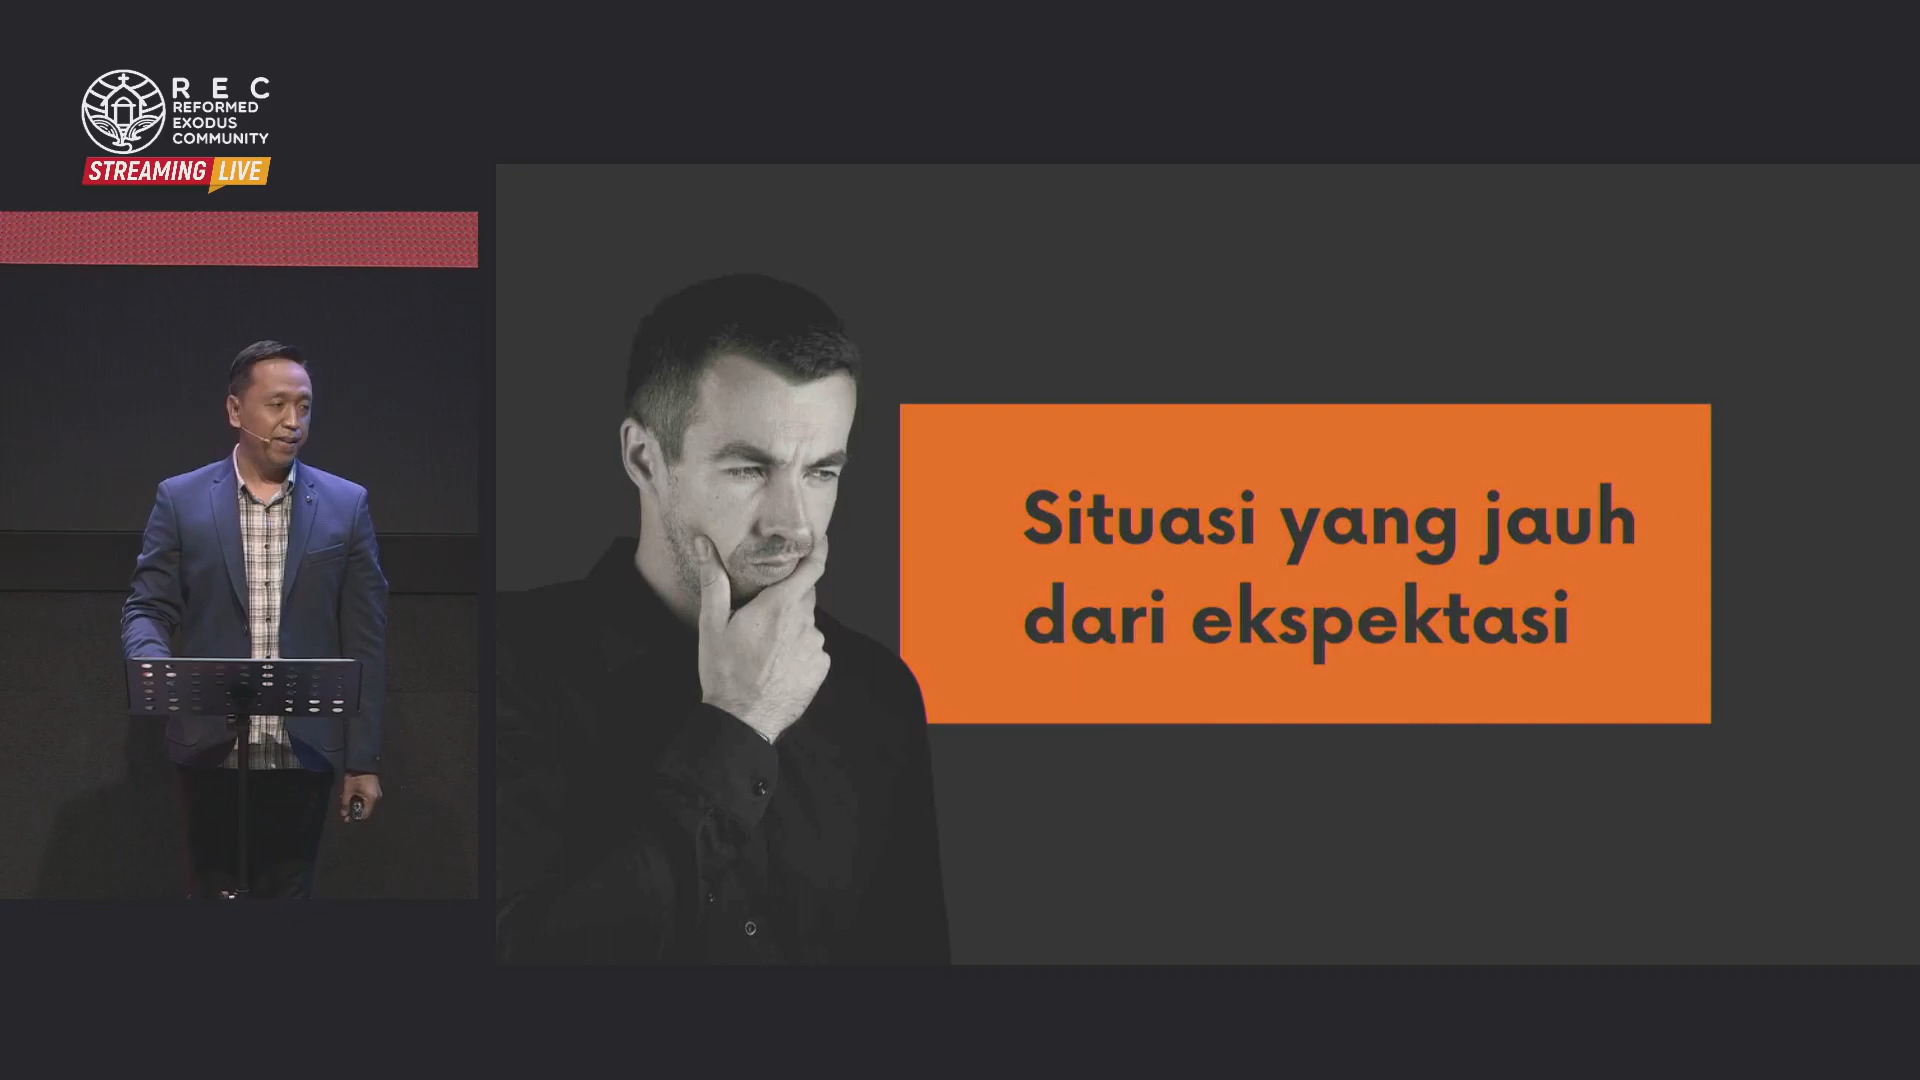 REC
REFORMED
EXODUS
COMMUNITY
STREAMING LIVE
Situasi yang jauh
dari ekspektasi